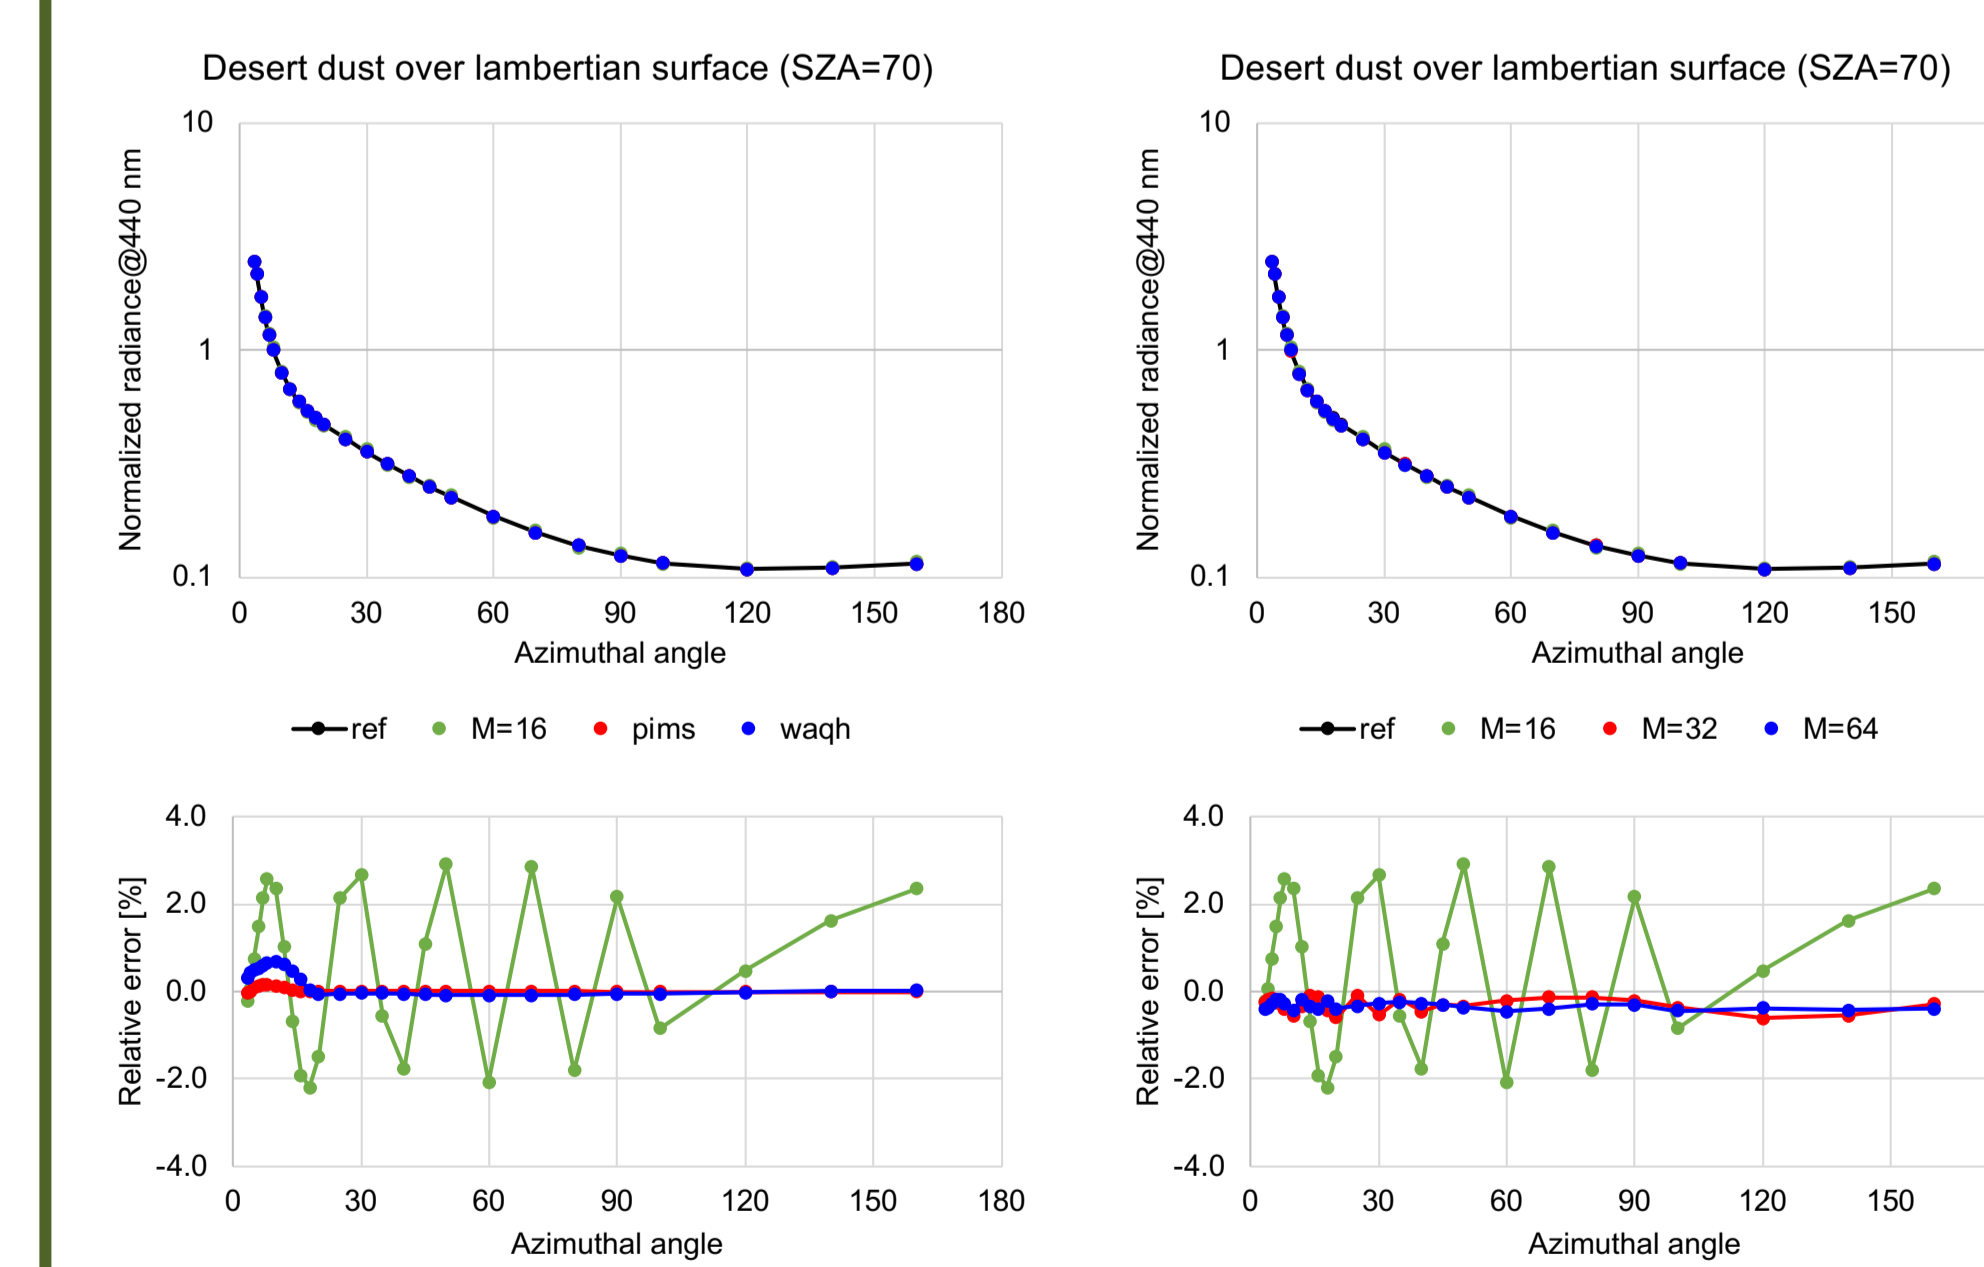 Desert dust over lambertian surface (SZA=70)
Normalized radiance@440 nm
10
1
0.1
0 30 60 90 120 150 180
Azimuthal angle
ref M=16 pims waqh
Relative error [%]
4.0
2.0
0.0
-2.0
-4.0
0 30 60 90 120 150 180
Azimuthal angle
Desert dust over lambertian surface (SZA=70)
Normalized radiance@440 nm
10
1
0.1
0 30 60 90 120 150
Azimuthal angle
ref M=16 M=32 M=64
Relative error [%]
4.0
2.0
0.0
-2.0
-4.0
0 30 60 90 120 150
Azimuthal angle